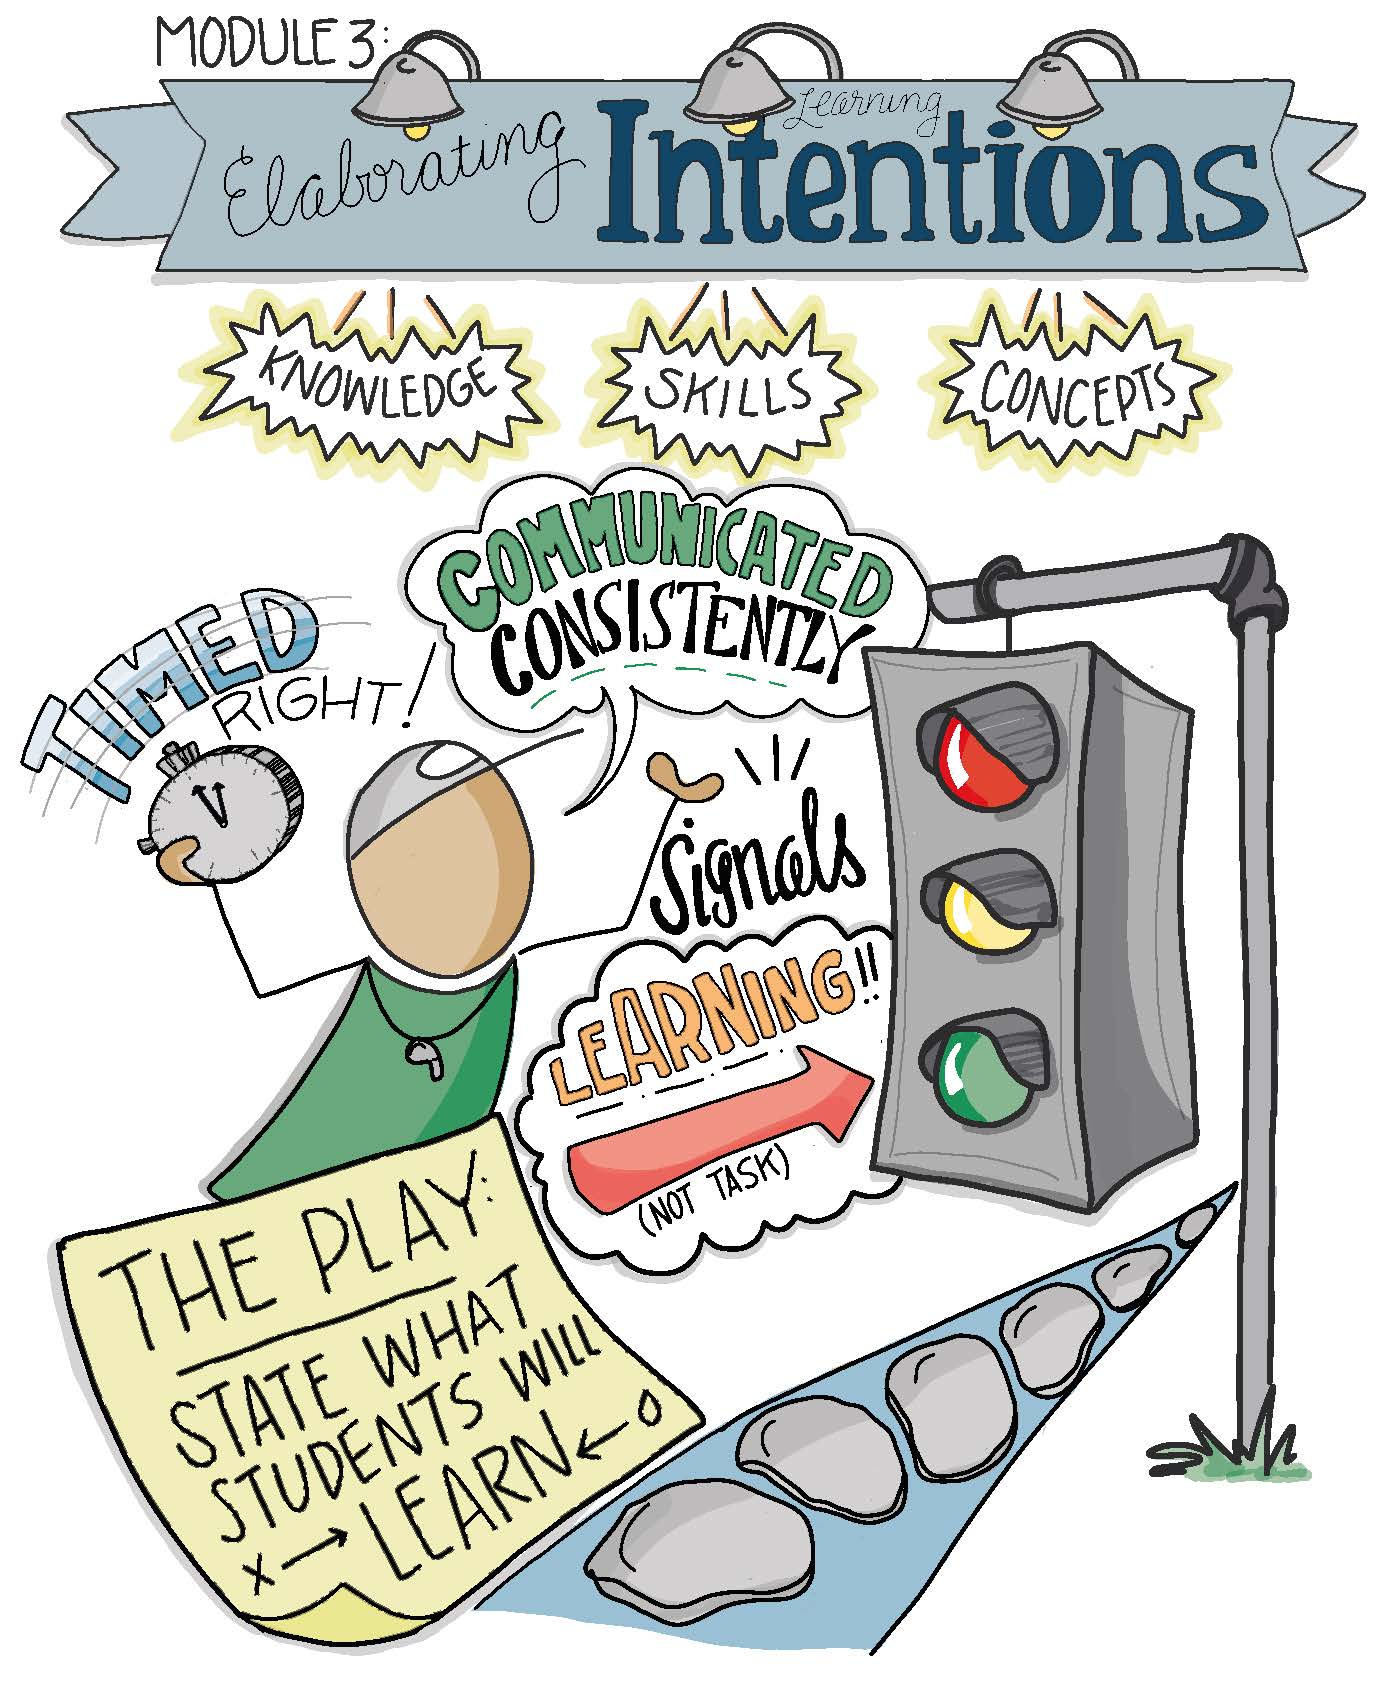 MODULE 3:
Elaborating Learning Intentions
KNOWLEDGE
SKILLS
CONCEPTS
COMMUNICATED
CONSISTENTLY
TIMED
RIGHT!
Signals
LEARNING!!
(NOT TASK)
THE PLAY:
STATE WHAT
STUDENTS WILL
X → LEARN ← O